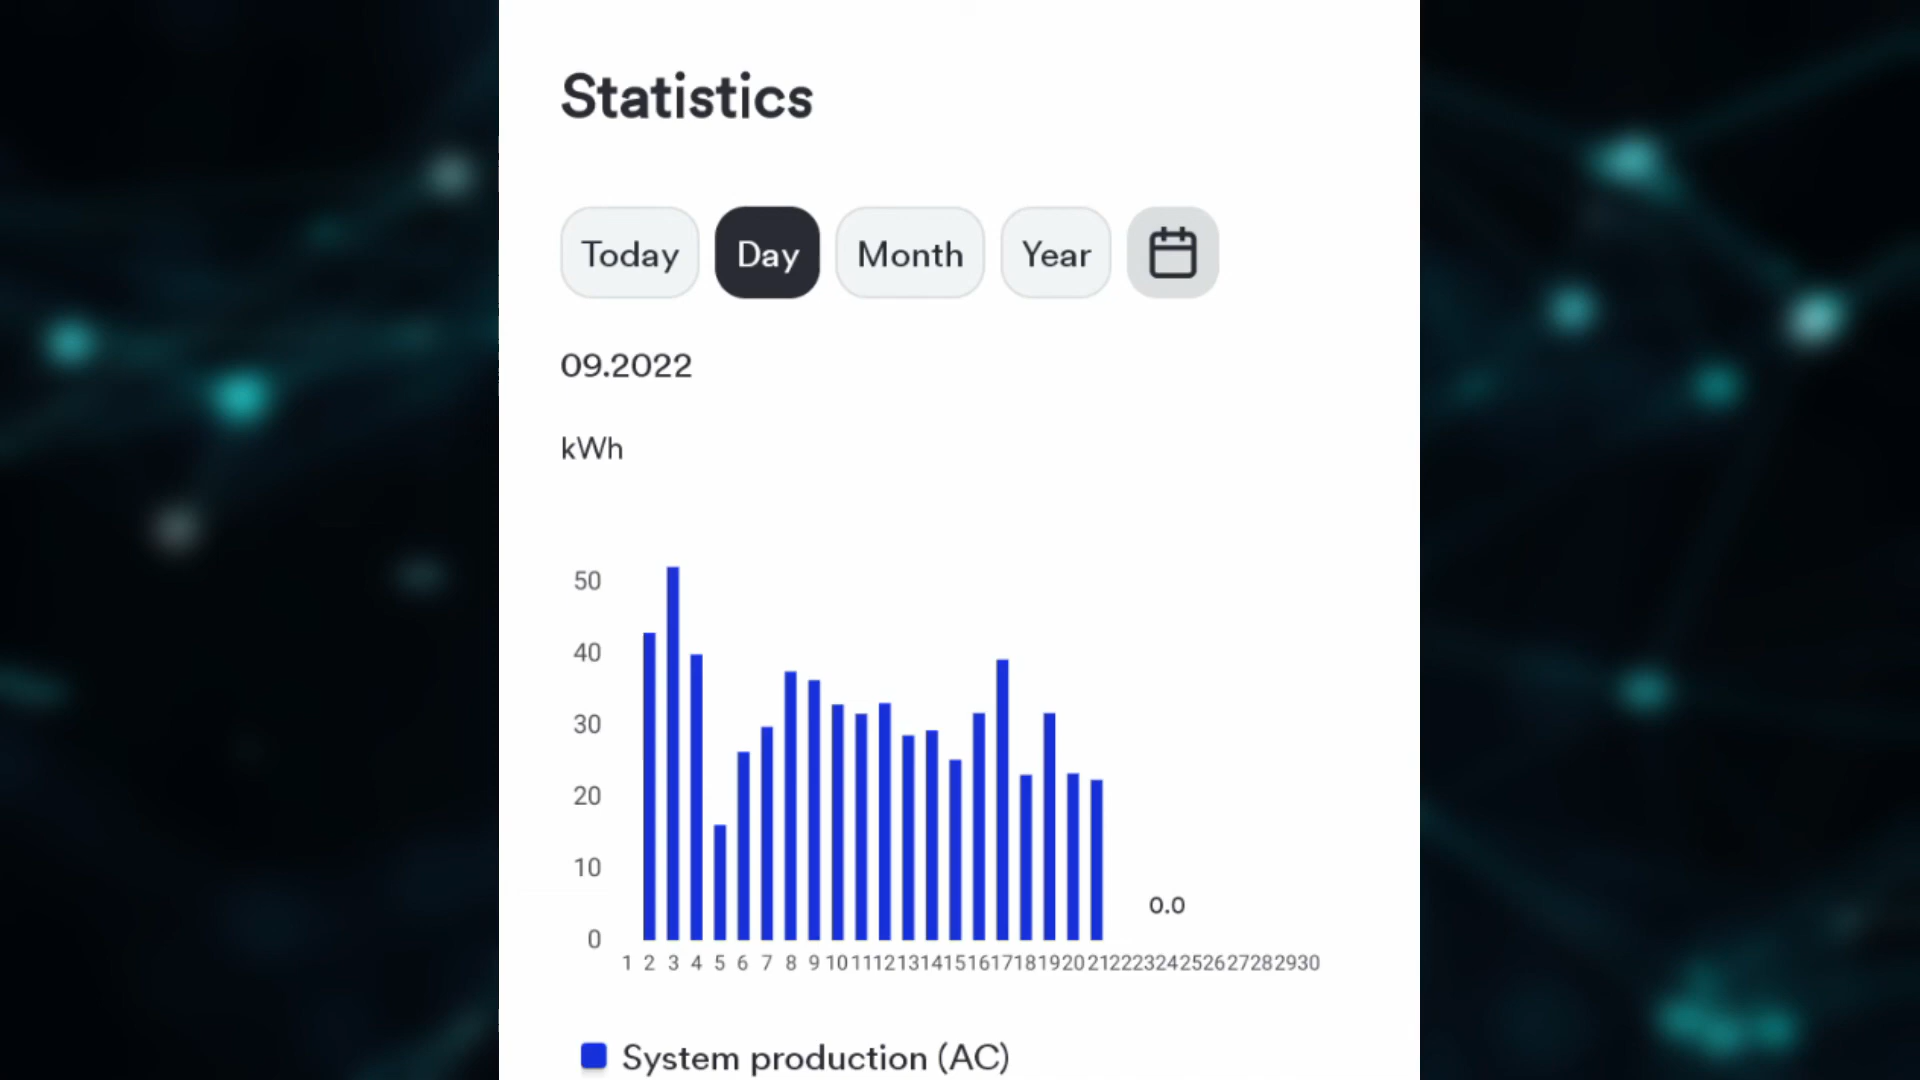 Statistics
Today Day Month Year
09.2022
kWh
50
40
30
20
10
0.0
0
1 2 3 4 5 6 7 8 9 10 11 12 13 14 15 16 17 18 19 20 21 22 23 24 25 26 27 28 29 30
System production (AC)